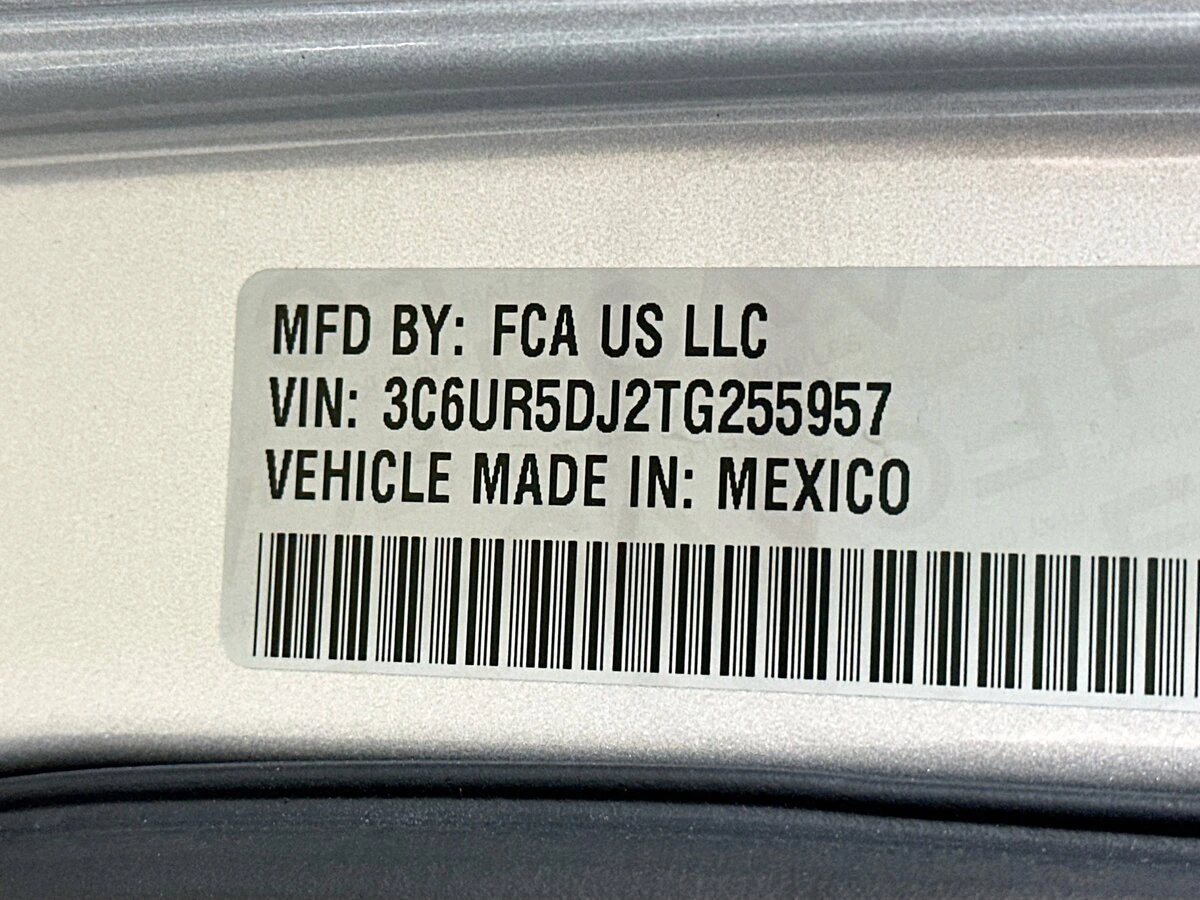 MFD BY: FCA US LLC
VIN: 3C6UR5DJ2TG255957
VEHICLE MADE IN: MEXICO